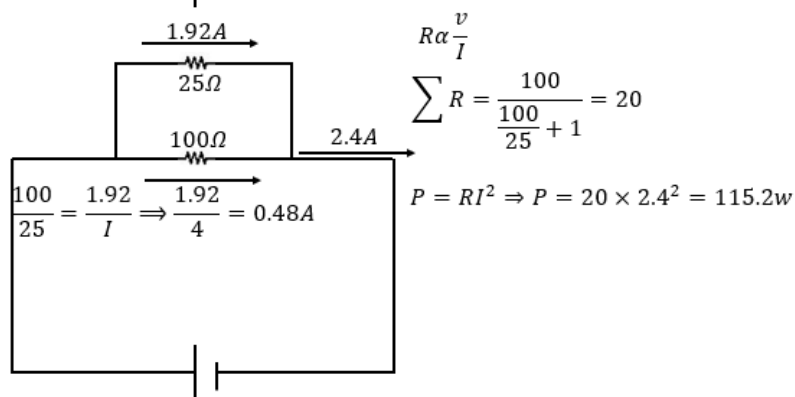 1.92A
25Ω
100Ω
2.4A
100/25 = 1.92/I ⟹ 1.92/4 = 0.48A
Rα v/I
∑R = 100/(100/25 + 1) = 20
P = RI² ⇒ P = 20 × 2.4² = 115.2w